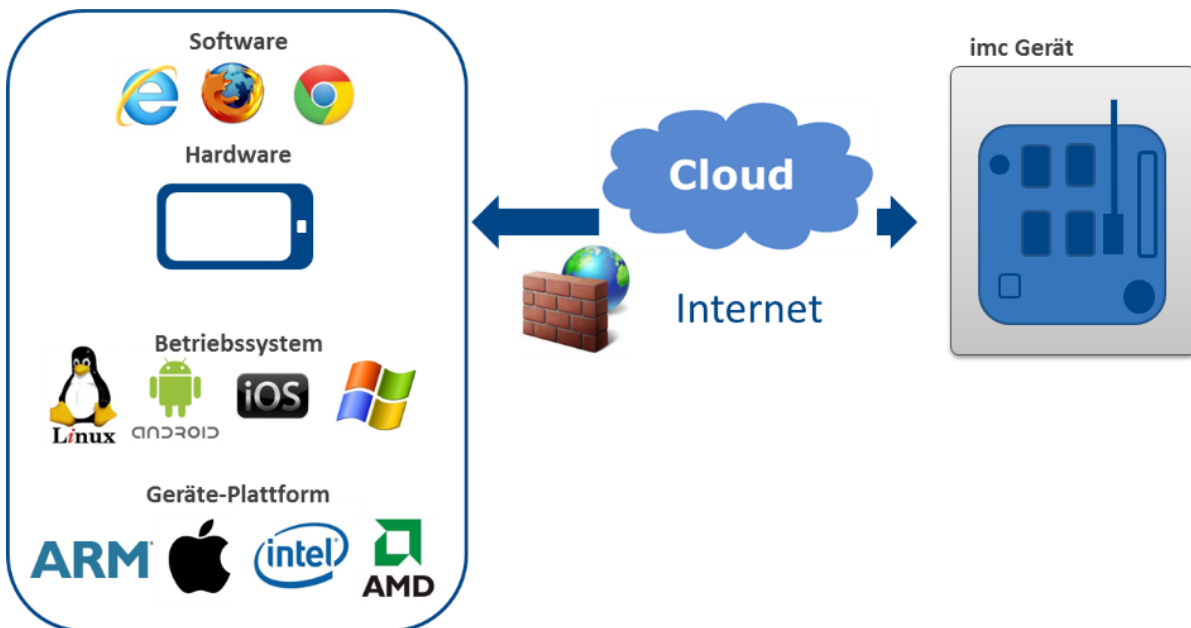 Software
Hardware
Betriebssystem
Linux
ANDROID
iOS
Geräte-Plattform
ARM
intel
AMD
Cloud
Internet
imc Gerät